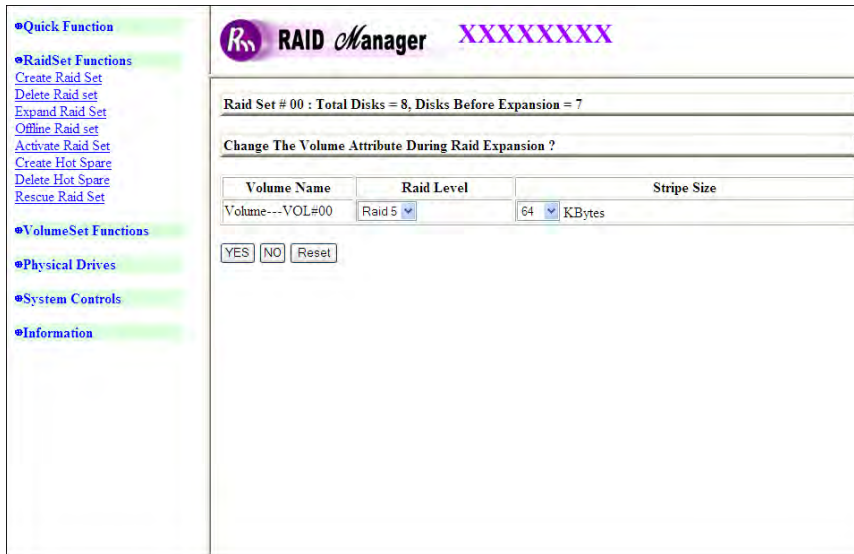 Quick Function
RaidSet Functions
Create Raid Set
Delete Raid set
Expand Raid Set
Offline Raid set
Activate Raid Set
Create Hot Spare
Delete Hot Spare
Rescue Raid Set
VolumeSet Functions
Physical Drives
System Controls
Information
Rm RAID Manager XXXXXXXX
Raid Set # 00 : Total Disks = 8, Disks Before Expansion = 7
Change The Volume Attribute During Raid Expansion ?
Volume Name Raid Level Stripe Size
Volume---VOL#00 Raid 5 64 KBytes
YES NO Reset